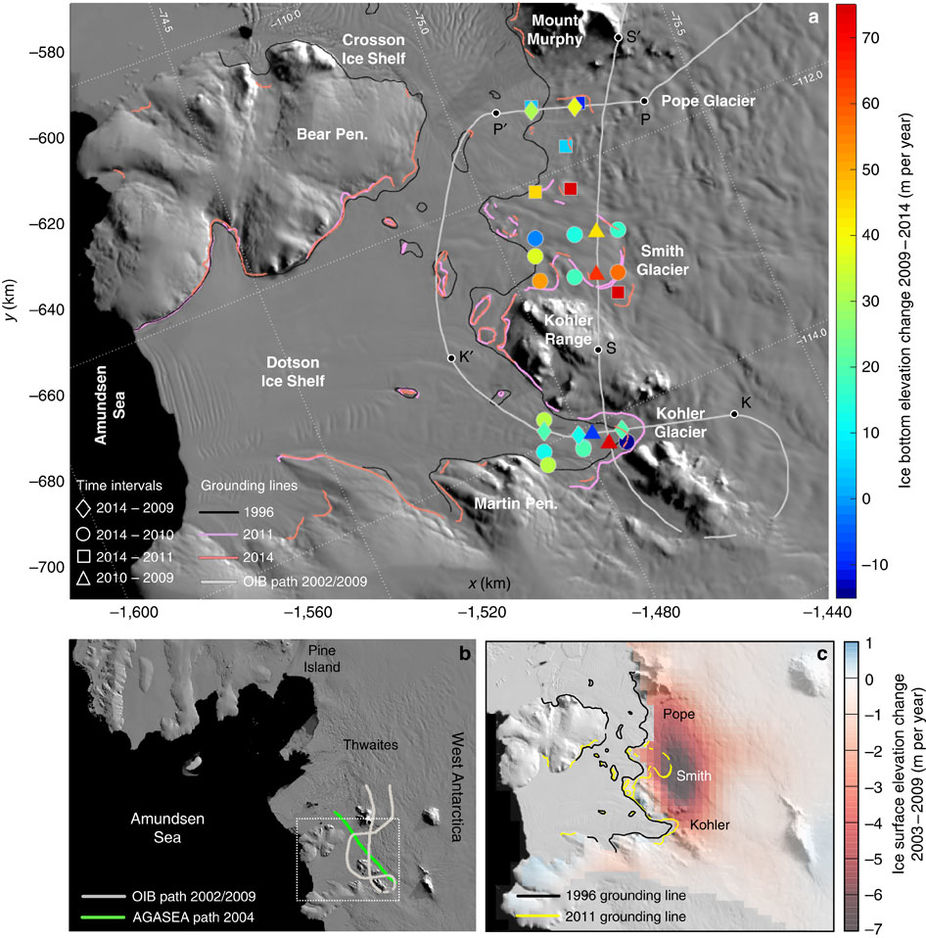 a
−580
−600
−620
−640
−660
−680
−700
y (km)
−110.0
−75.0
−75.5
−112.0
−114.0
Crosson
Ice Shelf
Mount
Murphy
S′
Bear Pen.
P′
P
Pope Glacier
Smith
Glacier
Kohler
Range
S
K′
Dotson
Ice Shelf
Amundsen
Sea
K
Kohler
Glacier
Martin Pen.
Time intervals
2014 – 2009
2014 – 2010
2014 – 2011
2010 – 2009
Grounding lines
1996
2011
2014
OIB path 2002/2009
x (km)
−1,600
−1,560
−1,520
−1,480
−1,440
70
60
50
40
30
20
10
0
−10
Ice bottom elevation change 2009 – 2014 (m per year)
b
Pine
Island
Thwaites
West Antarctica
Amundsen
Sea
OIB path 2002/2009
AGASEA path 2004
c
Pope
Smith
Kohler
1996 grounding line
2011 grounding line
1
0
−1
−2
−3
−4
−5
−6
−7
Ice surface elevation change
2003–2009 (m per year)